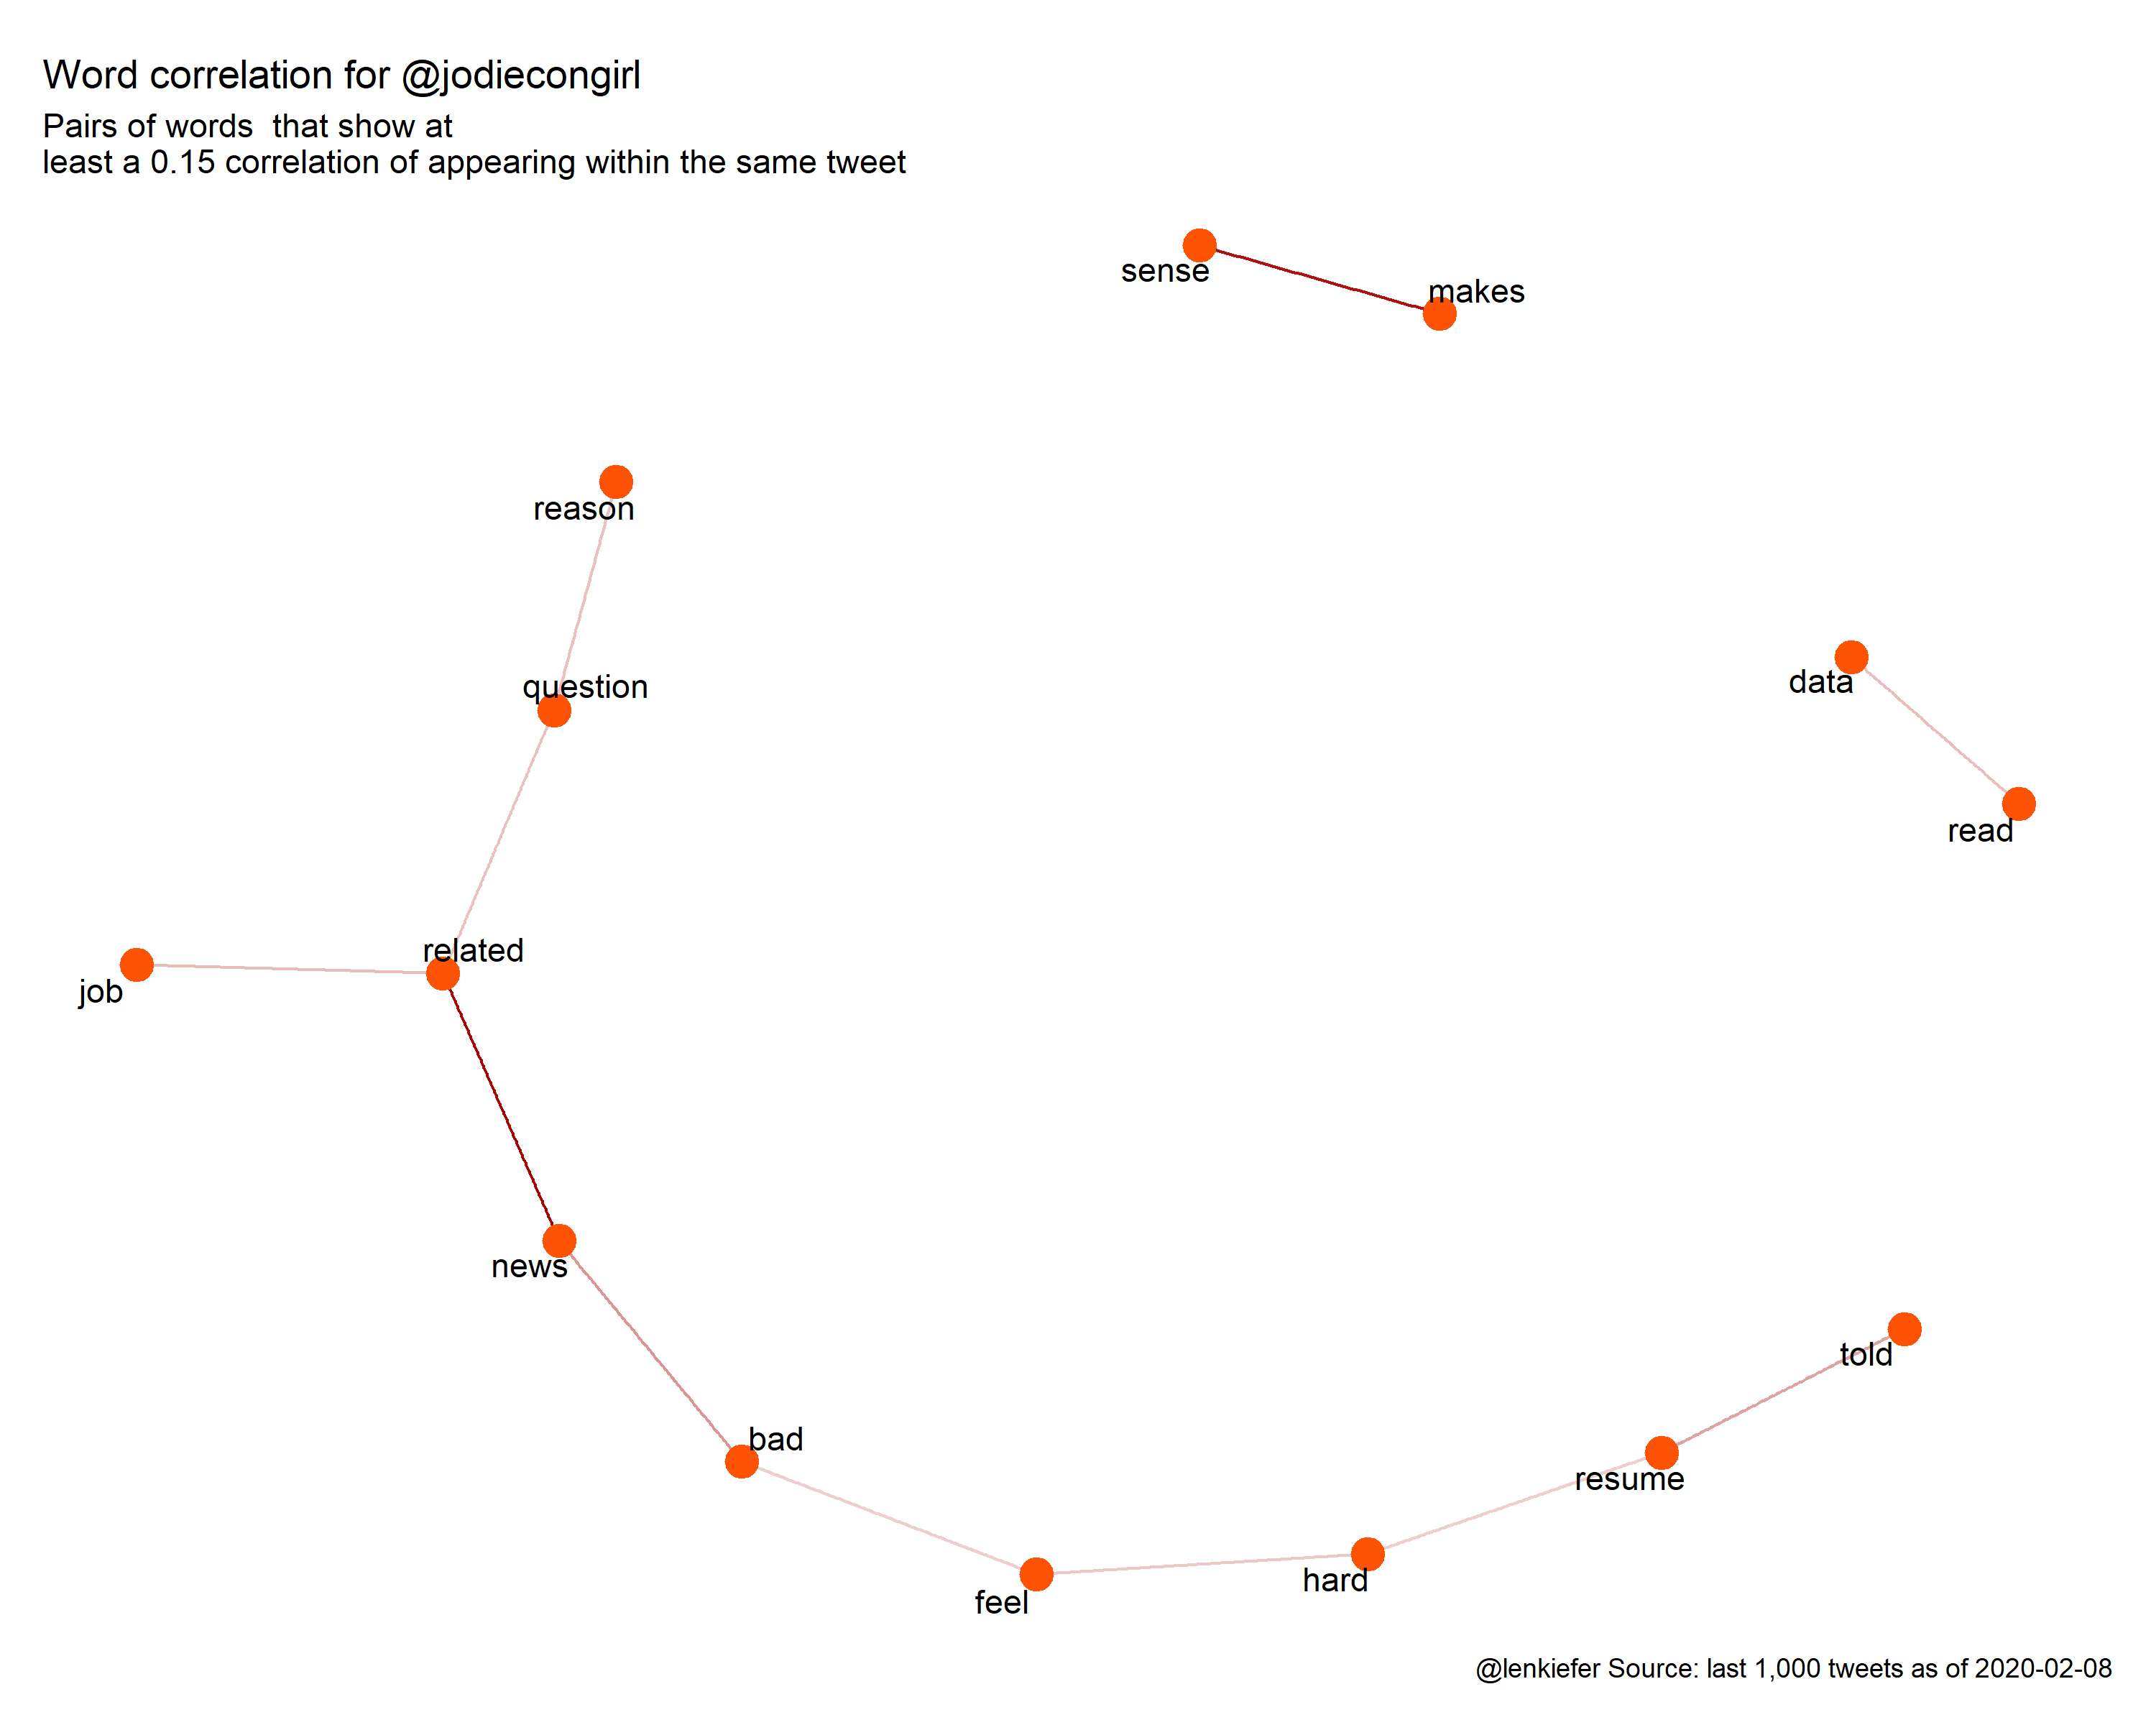 Word correlation for @jodiecongirl
Pairs of words  that show at
least a 0.15 correlation of appearing within the same tweet
sense
makes
reason
question
data
read
related
job
news
told
bad
resume
hard
feel
@lenkiefer Source: last 1,000 tweets as of 2020-02-08